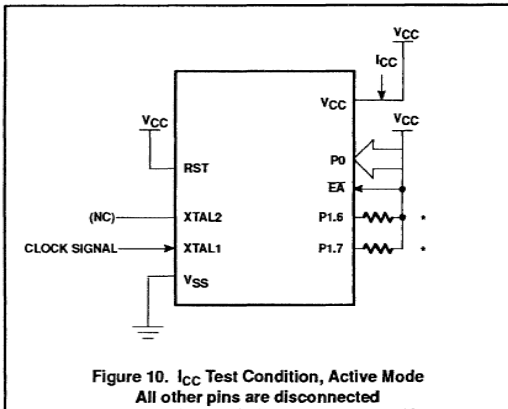 VCC
ICC
VCC
VCC
VCC
P0
RST
EA
(NC)
XTAL2
P1.6
*
CLOCK SIGNAL
XTAL1
P1.7
*
VSS
Figure 10. ICC Test Condition, Active Mode
All other pins are disconnected